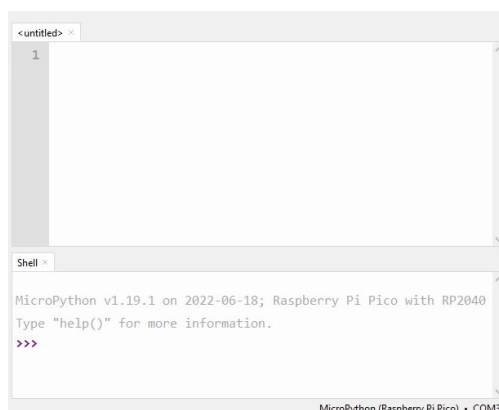 <untitled> ×
1
Shell ×
MicroPython v1.19.1 on 2022-06-18; Raspberry Pi Pico with RP2040
Type "help()" for more information.
>>>
MicroPython (Raspberry Pi Pico) • COM3